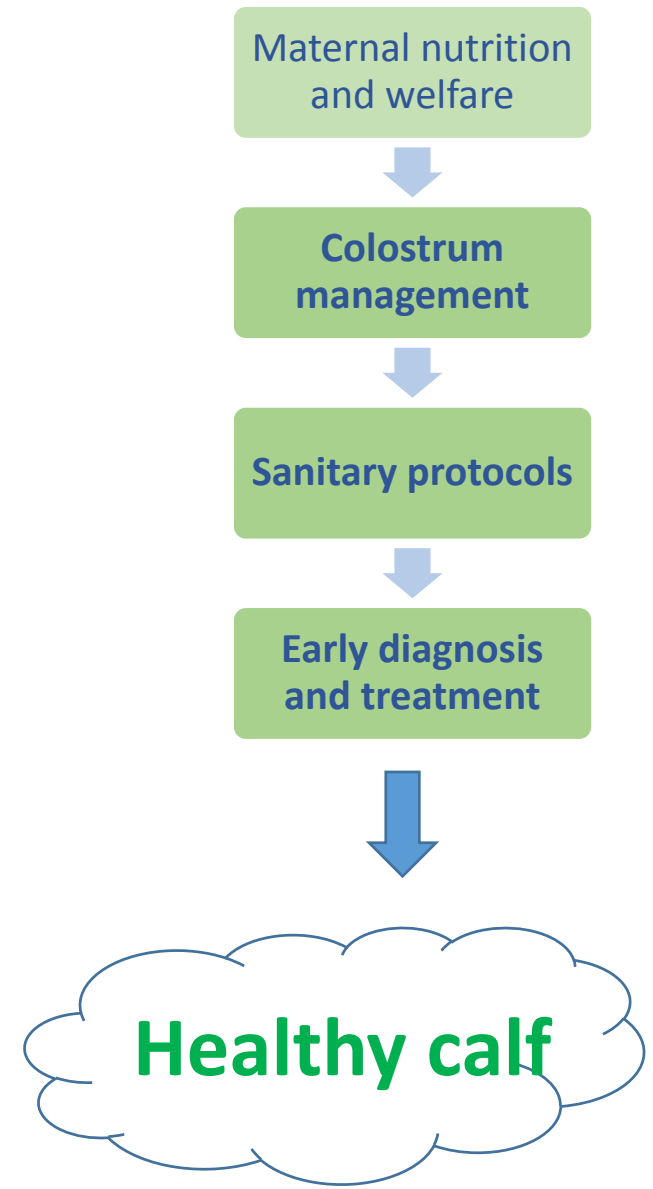 Maternal nutrition
and welfare
Colostrum
management
Sanitary protocols
Early diagnosis
and treatment
Healthy calf